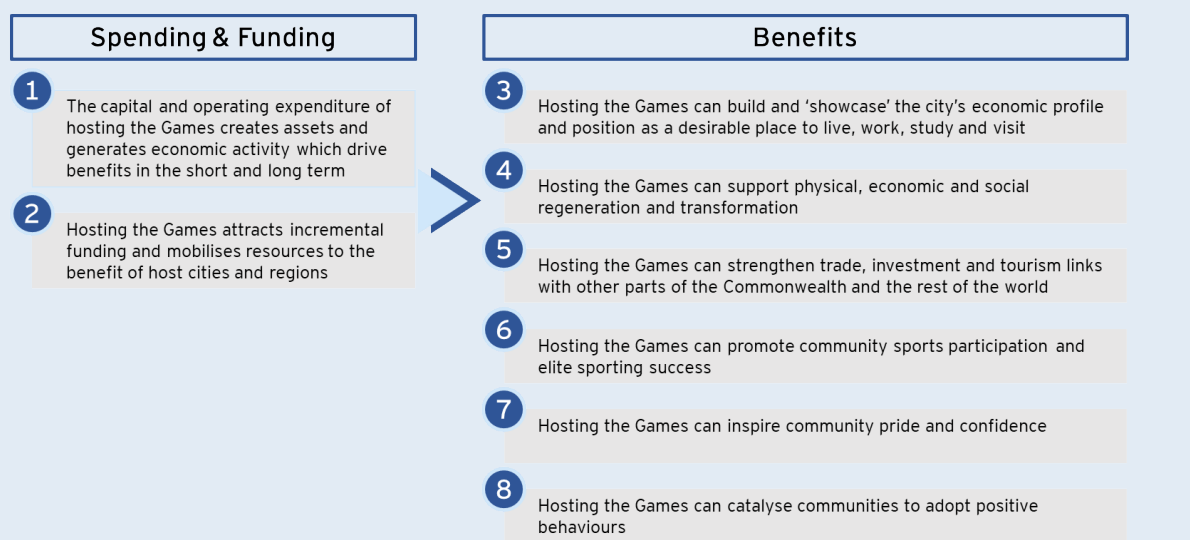 Spending & Funding
1
The capital and operating expenditure of
hosting the Games creates assets and
generates economic activity which drive
benefits in the short and long term
2
Hosting the Games attracts incremental
funding and mobilises resources to the
benefit of host cities and regions
Benefits
3
Hosting the Games can build and ‘showcase’ the city’s economic profile
and position as a desirable place to live, work, study and visit
4
Hosting the Games can support physical, economic and social
regeneration and transformation
5
Hosting the Games can strengthen trade, investment and tourism links
with other parts of the Commonwealth and the rest of the world
6
Hosting the Games can promote community sports participation and
elite sporting success
7
Hosting the Games can inspire community pride and confidence
8
Hosting the Games can catalyse communities to adopt positive
behaviours